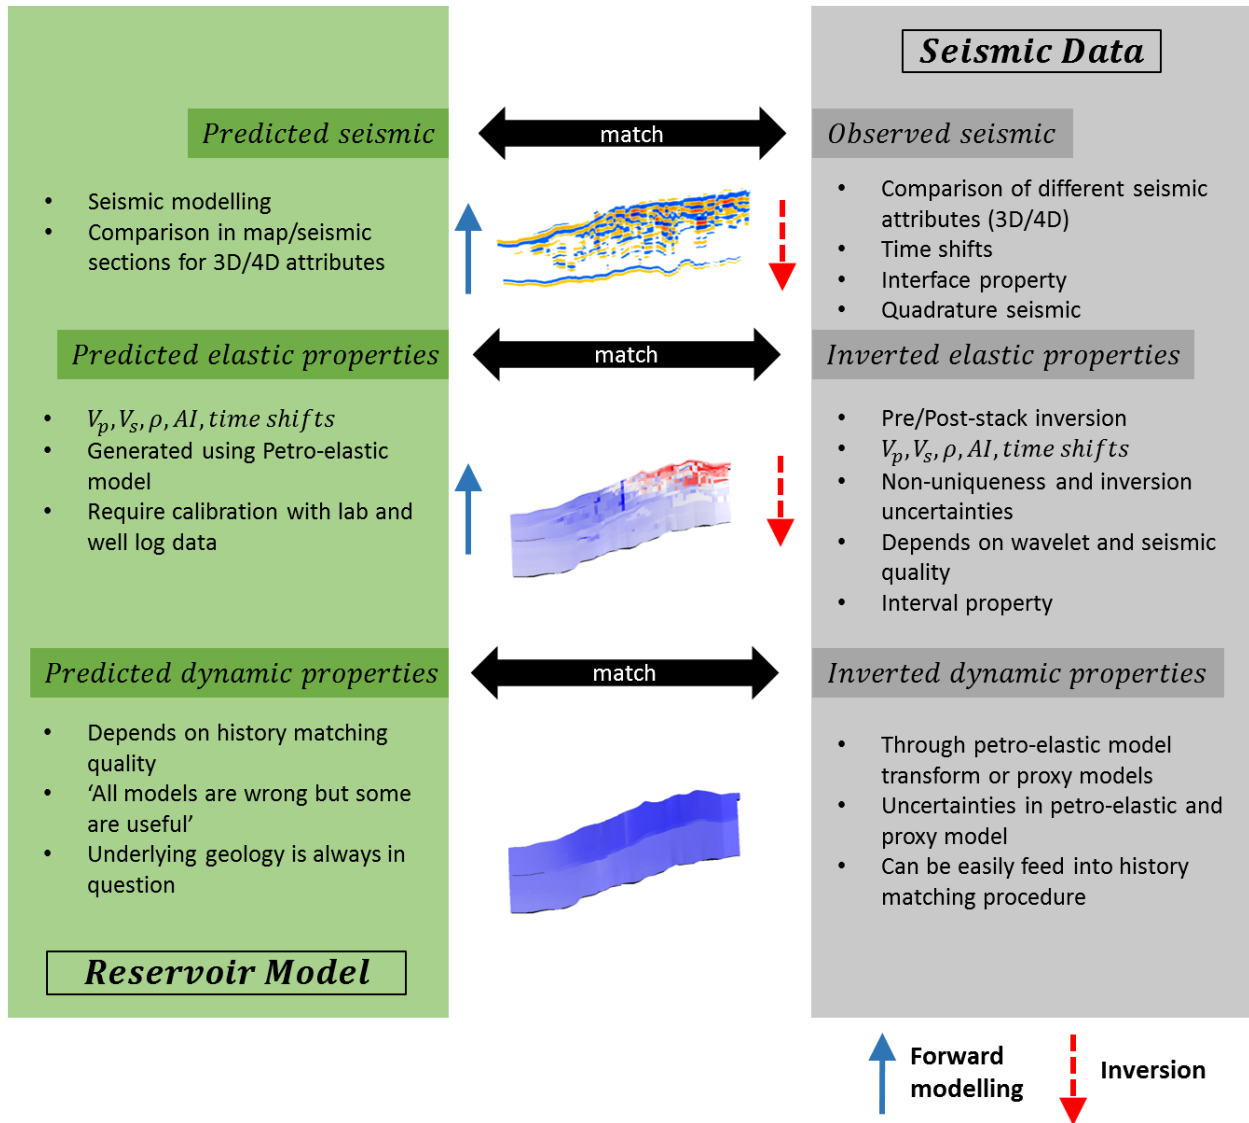 Seismic Data
Predicted seismic
match
Observed seismic
• Seismic modelling
• Comparison in map/seismic
sections for 3D/4D attributes
• Comparison of different seismic
attributes (3D/4D)
• Time shifts
• Interface property
• Quadrature seismic
Predicted elastic properties
match
Inverted elastic properties
• Vp, Vs, ρ, AI, time shifts
• Generated using Petro-elastic
model
• Require calibration with lab and
well log data
• Pre/Post-stack inversion
• Vp, Vs, ρ, AI, time shifts
• Non-uniqueness and inversion
uncertainties
• Depends on wavelet and seismic
quality
• Interval property
Predicted dynamic properties
match
Inverted dynamic properties
• Depends on history matching
quality
• ‘All models are wrong but some
are useful’
• Underlying geology is always in
question
• Through petro-elastic model
transform or proxy models
• Uncertainties in petro-elastic and
proxy model
• Can be easily feed into history
matching procedure
Reservoir Model
Forward
modelling
Inversion